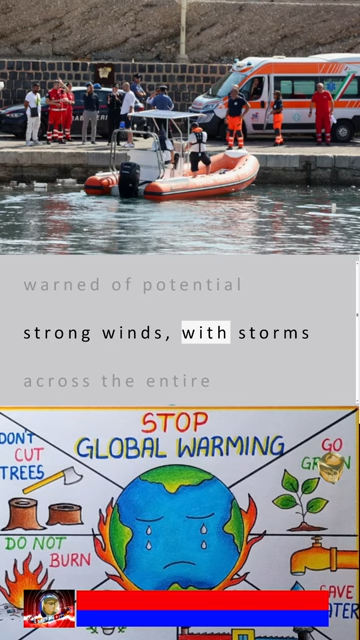 warned of potential
strong winds, with storms
across the entire
STOP
GLOBAL WARMING
DON'T
CUT
TREES
GO
DO NOT
BURN
SAVE